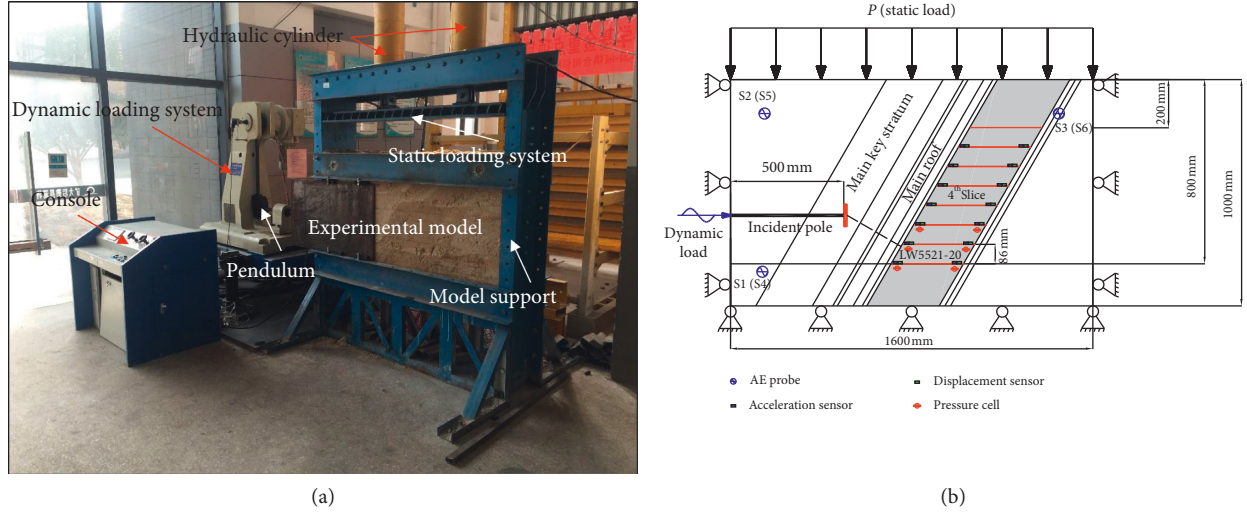 Hydraulic cylinder
Dynamic loading system
Static loading system
Console
Experimental model
Pendulum
Model support
(a)
P (static load)
S2 (S5)
S3 (S6)
200 mm
Main key stratum
Main roof
500 mm
4th Slice
800 mm
1000 mm
Incident pole
Dynamic
load
LW5521-20
86 mm
S1 (S4)
1600 mm
AE probe
Displacement sensor
Acceleration sensor
Pressure cell
(b)